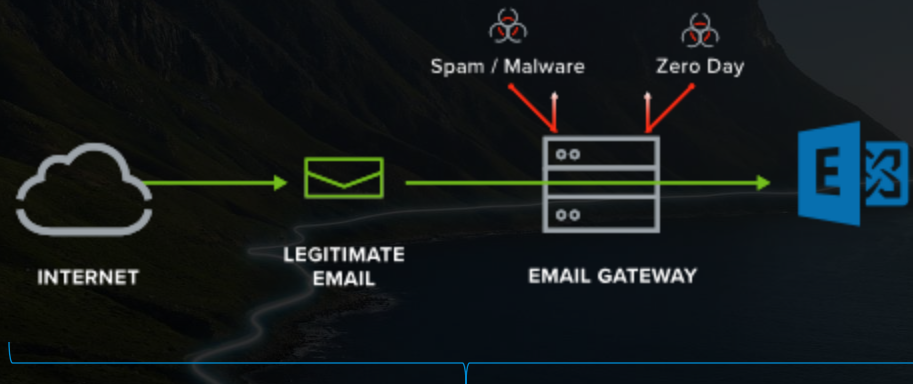 Spam / Malware
Zero Day
E
INTERNET
LEGITIMATE
EMAIL
EMAIL GATEWAY